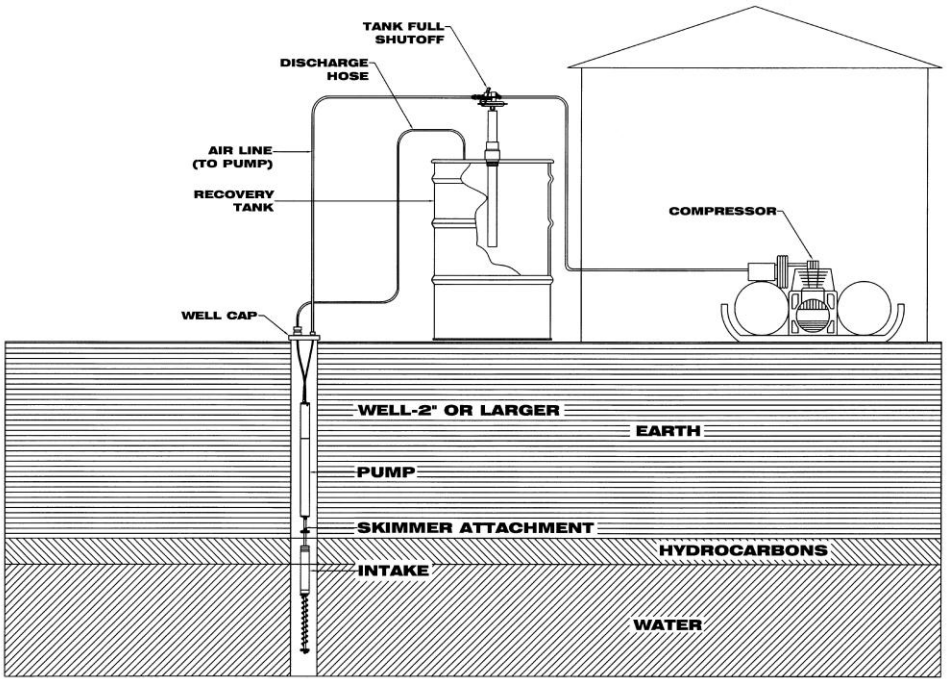 TANK FULL
SHUTOFF
DISCHARGE
HOSE
AIR LINE
(TO PUMP)
RECOVERY
TANK
COMPRESSOR
WELL CAP
WELL-2" OR LARGER
EARTH
PUMP
SKIMMER ATTACHMENT
HYDROCARBONS
INTAKE
WATER